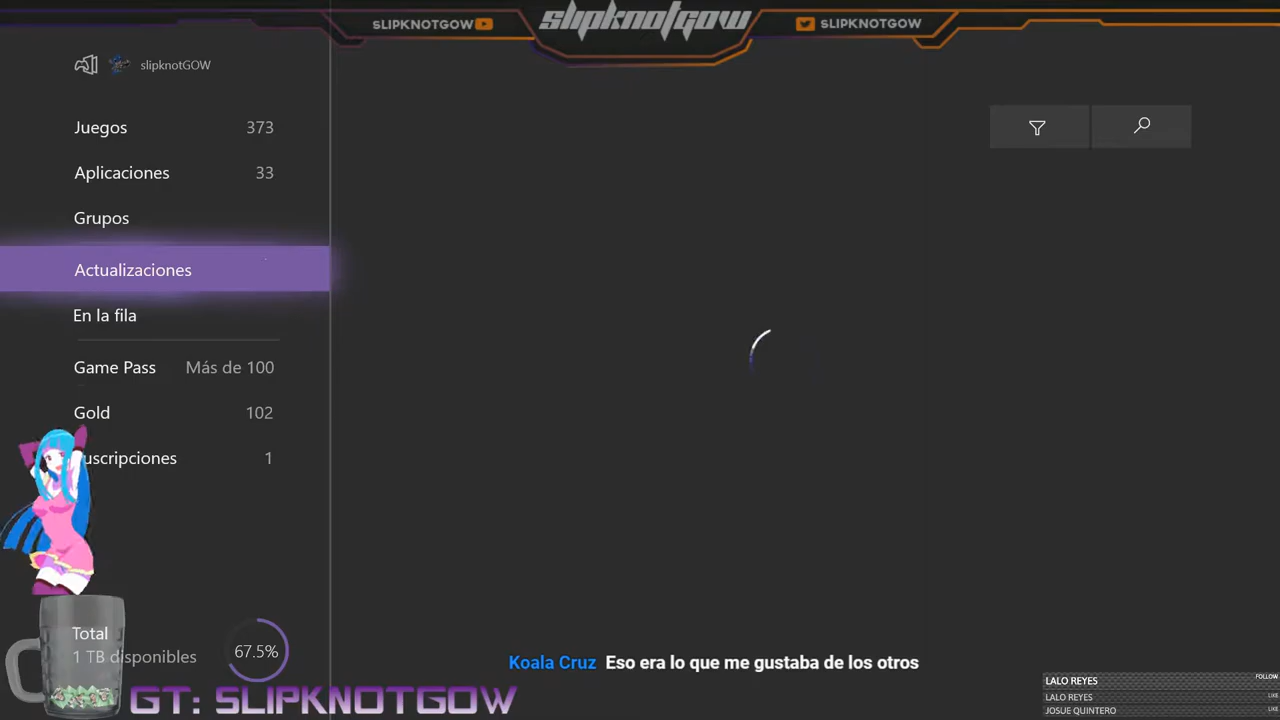 SLIPKNOTGOW
slipknotgow
SLIPKNOTGOW
slipknotGOW
Juegos 373
Aplicaciones 33
Grupos
Actualizaciones
En la fila
Game Pass Más de 100
Gold 102
uscripciones 1
Total
1 TB disponibles
67.5%
GT: SLIPKNOTGOW
Koala Cruz Eso era lo que me gustaba de los otros
LALO REYES FOLLOW
LALO REYES LIKE
JOSUE QUINTERO LIKE